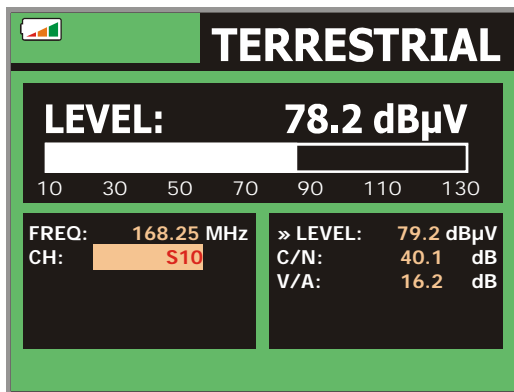 TERRESTRIAL
LEVEL: 78.2 dBµV
10 30 50 70 90 110 130
FREQ: 168.25 MHz
CH: S10
» LEVEL: 79.2 dBµV
C/N: 40.1 dB
V/A: 16.2 dB